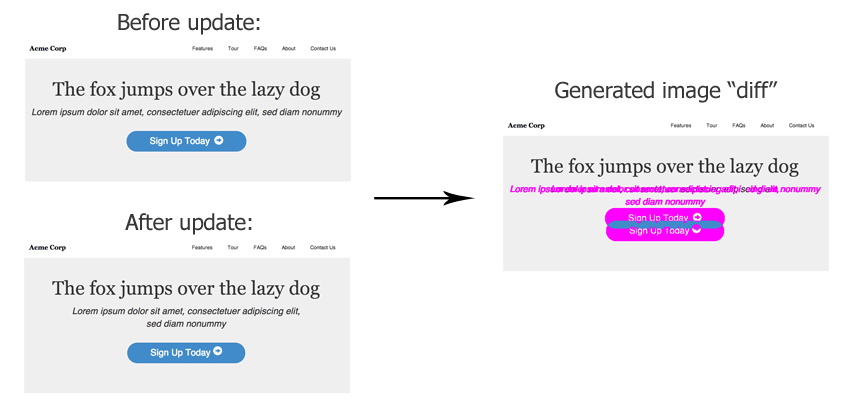 Before update:
Acme Corp Features Tour FAQs About Contact Us
The fox jumps over the lazy dog
Lorem ipsum dolor sit amet, consectetuer adipiscing elit, sed diam nonummy
Sign Up Today
After update:
Acme Corp Features Tour FAQs About Contact Us
The fox jumps over the lazy dog
Lorem ipsum dolor sit amet, consectetuer adipiscing elit,
sed diam nonummy
Sign Up Today
Generated image “diff”
Acme Corp Features Tour FAQs About Contact Us
The fox jumps over the lazy dog
Lorem nonummy
sed diam nonummy
Sign Up Today
Sign Up Today